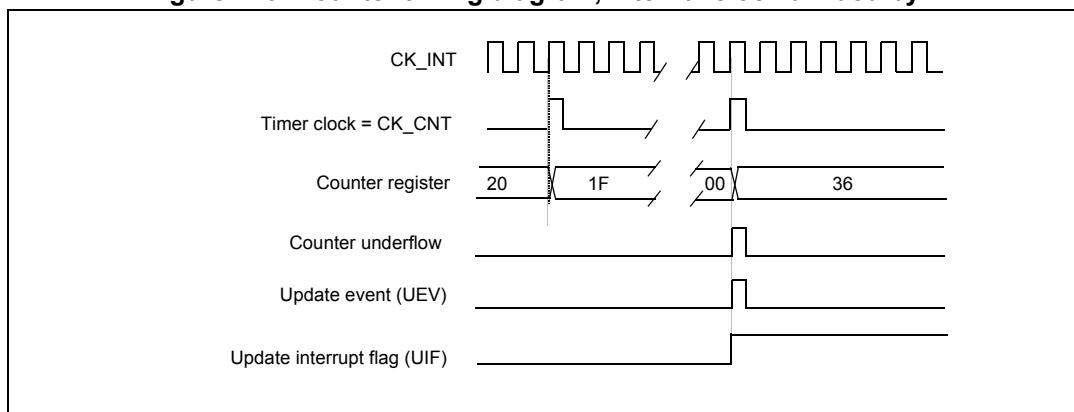 CK_INT
Timer clock = CK_CNT
Counter register 20 1F 00 36
Counter underflow
Update event (UEV)
Update interrupt flag (UIF)